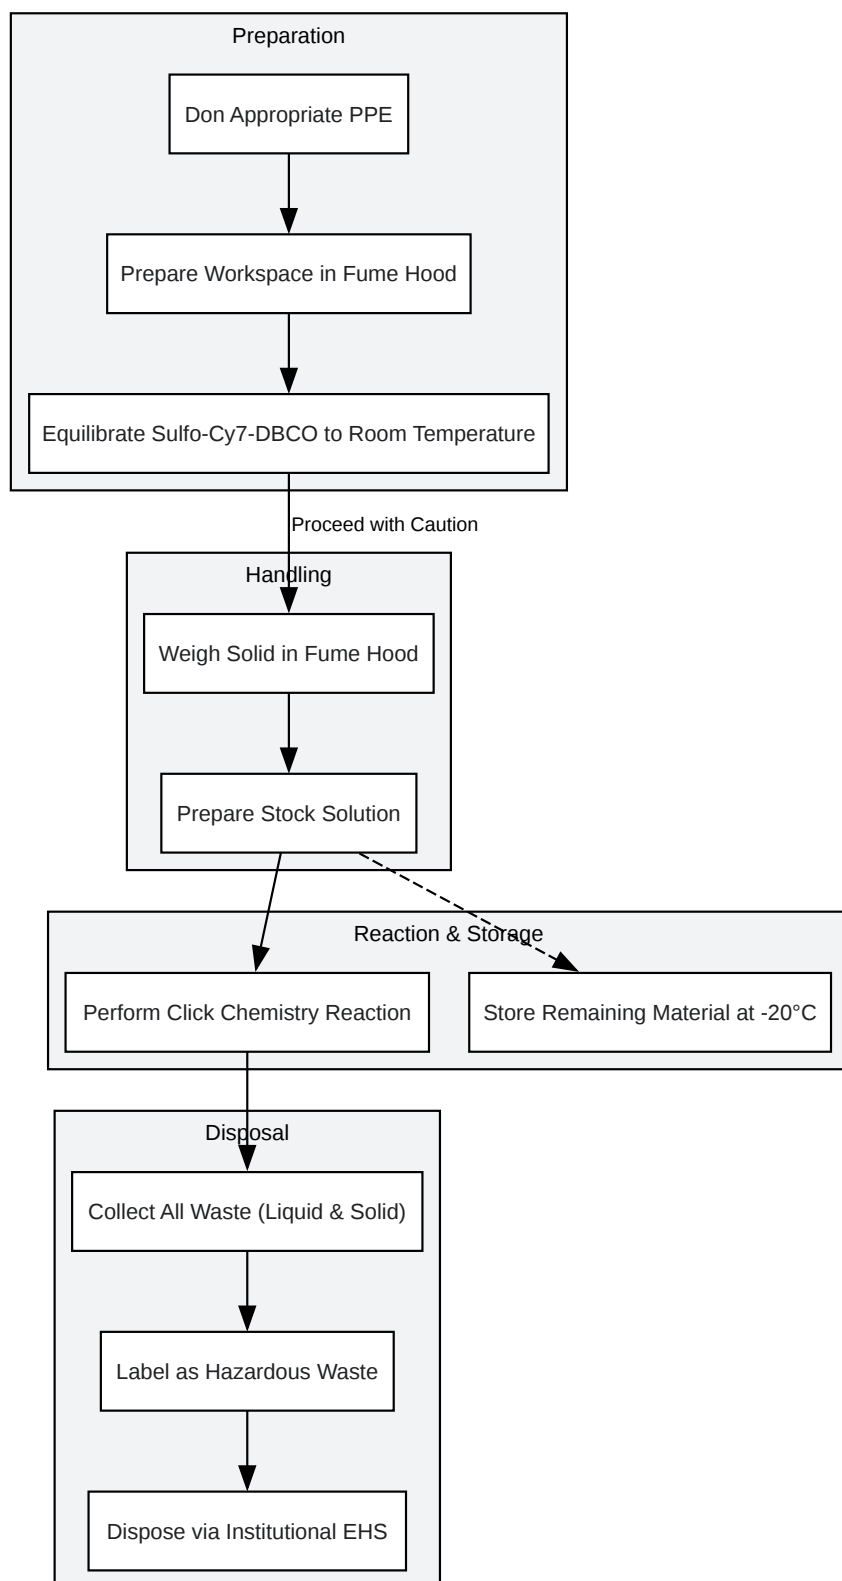 Preparation
Don Appropriate PPE
Prepare Workspace in Fume Hood
Equilibrate Sulfo-Cy7-DBCO to Room Temperature
Proceed with Caution
Handling
Weigh Solid in Fume Hood
Prepare Stock Solution
Reaction & Storage
Perform Click Chemistry Reaction
Store Remaining Material at -20°C
Disposal
Collect All Waste (Liquid & Solid)
Label as Hazardous Waste
Dispose via Institutional EHS